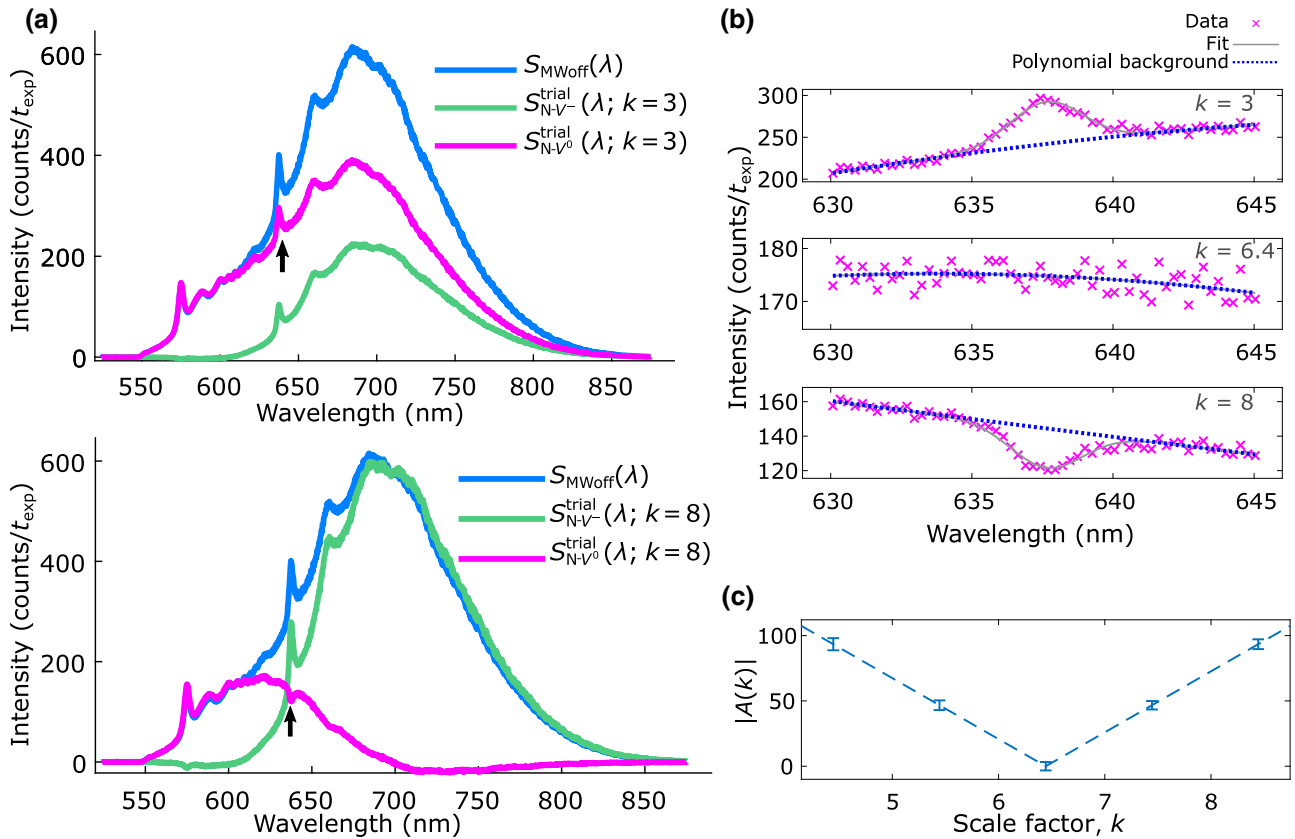 (a)
Intensity (counts/t_exp)
600
400
200
0
S_MWoff(λ)
S^trial_N-V−(λ; k = 3)
S^trial_N-V0(λ; k = 3)
550 600 650 700 750 800 850
Wavelength (nm)
Intensity (counts/t_exp)
600
400
200
0
S_MWoff(λ)
S^trial_N-V−(λ; k = 8)
S^trial_N-V0(λ; k = 8)
550 600 650 700 750 800 850
Wavelength (nm)
(b)
Data
Fit
Polynomial background
Intensity (counts/t_exp)
300
250
200
k = 3
630 635 640 645
180
170
k = 6.4
630 635 640 645
160
140
120
k = 8
630 635 640 645
Wavelength (nm)
(c)
|A(k)|
100
50
0
5 6 7 8
Scale factor, k